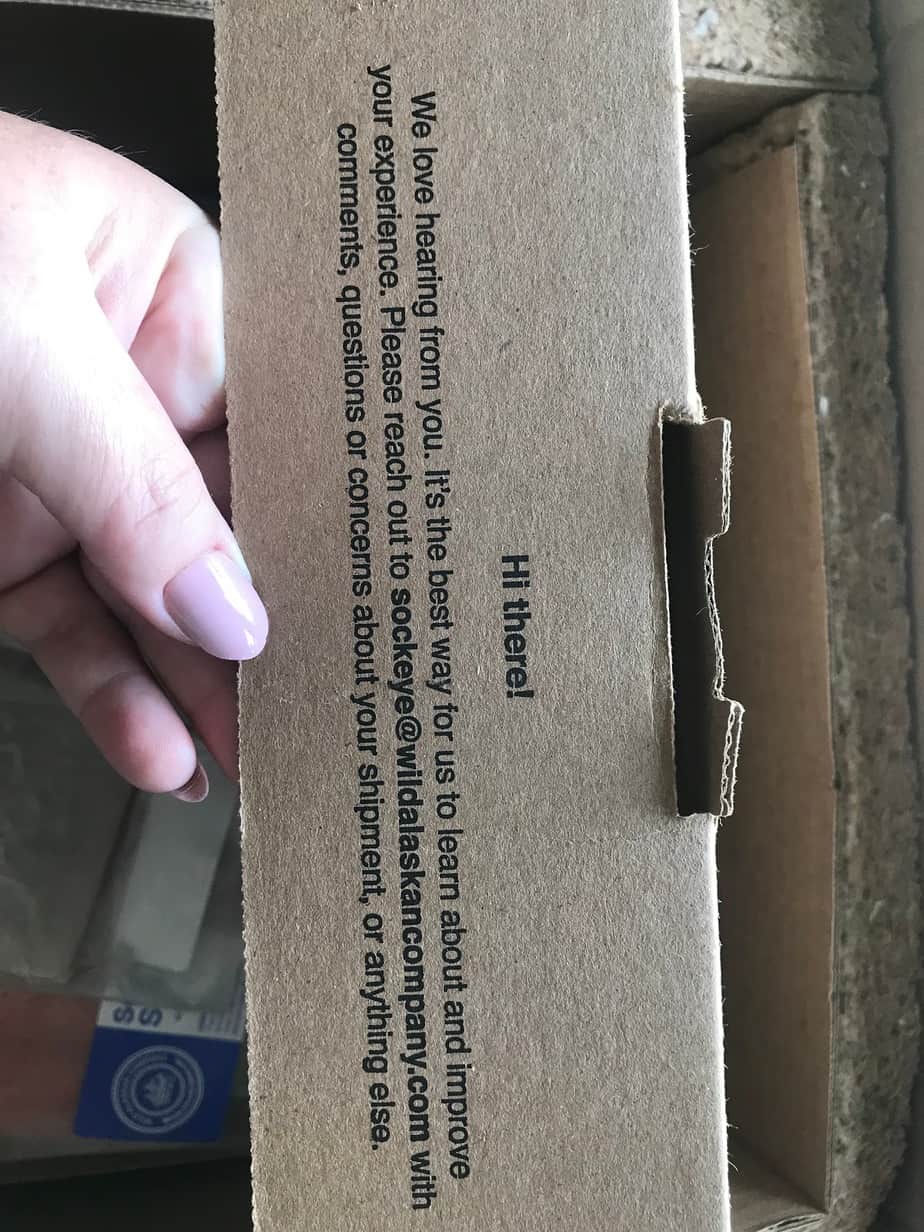 Hi there!
We love hearing from you. It's the best way for us to learn about and improve
your experience. Please reach out to sockeye@wildalaskancompany.com with
comments, questions or concerns about your shipment, or anything else.